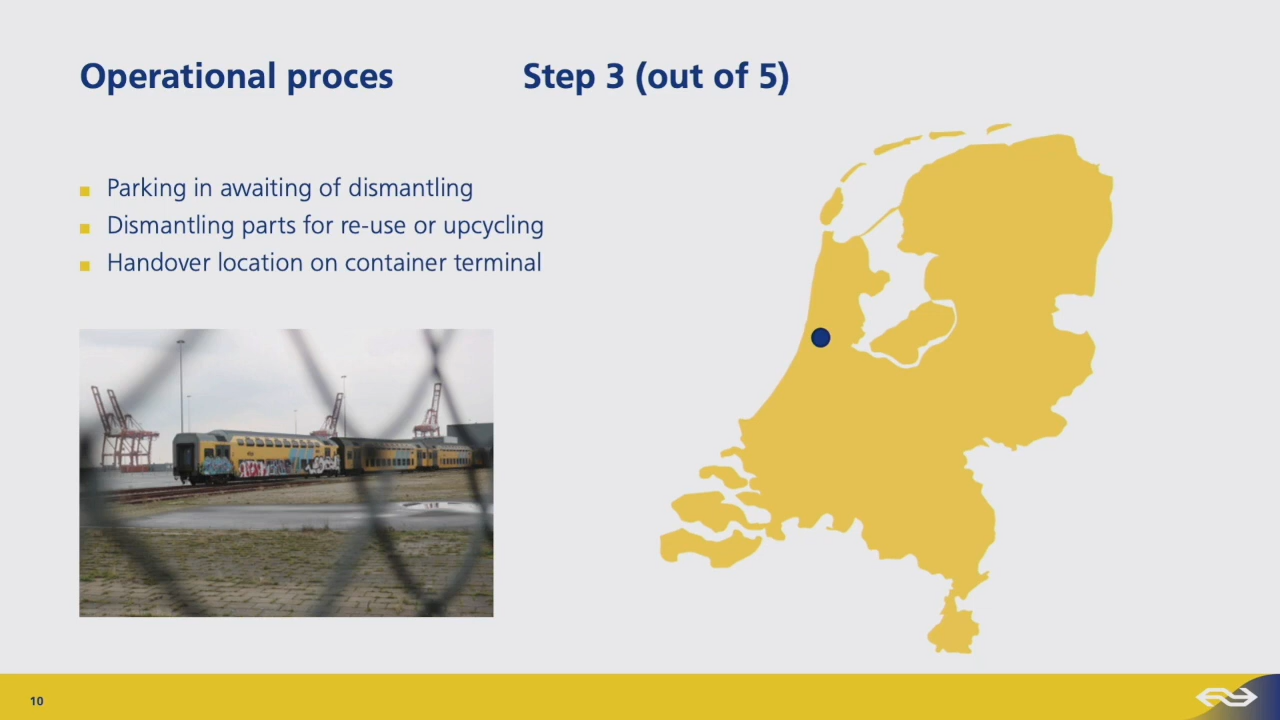 Operational proces
Step 3 (out of 5)
Parking in awaiting of dismantling
Dismantling parts for re-use or upcycling
Handover location on container terminal
10